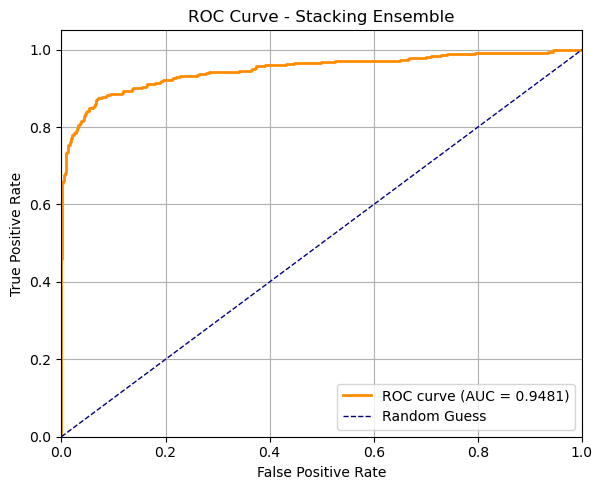 ROC Curve - Stacking Ensemble
True Positive Rate
1.0
0.8
0.6
0.4
0.2
0.0
ROC curve (AUC = 0.9481)
Random Guess
0.0 0.2 0.4 0.6 0.8 1.0
False Positive Rate